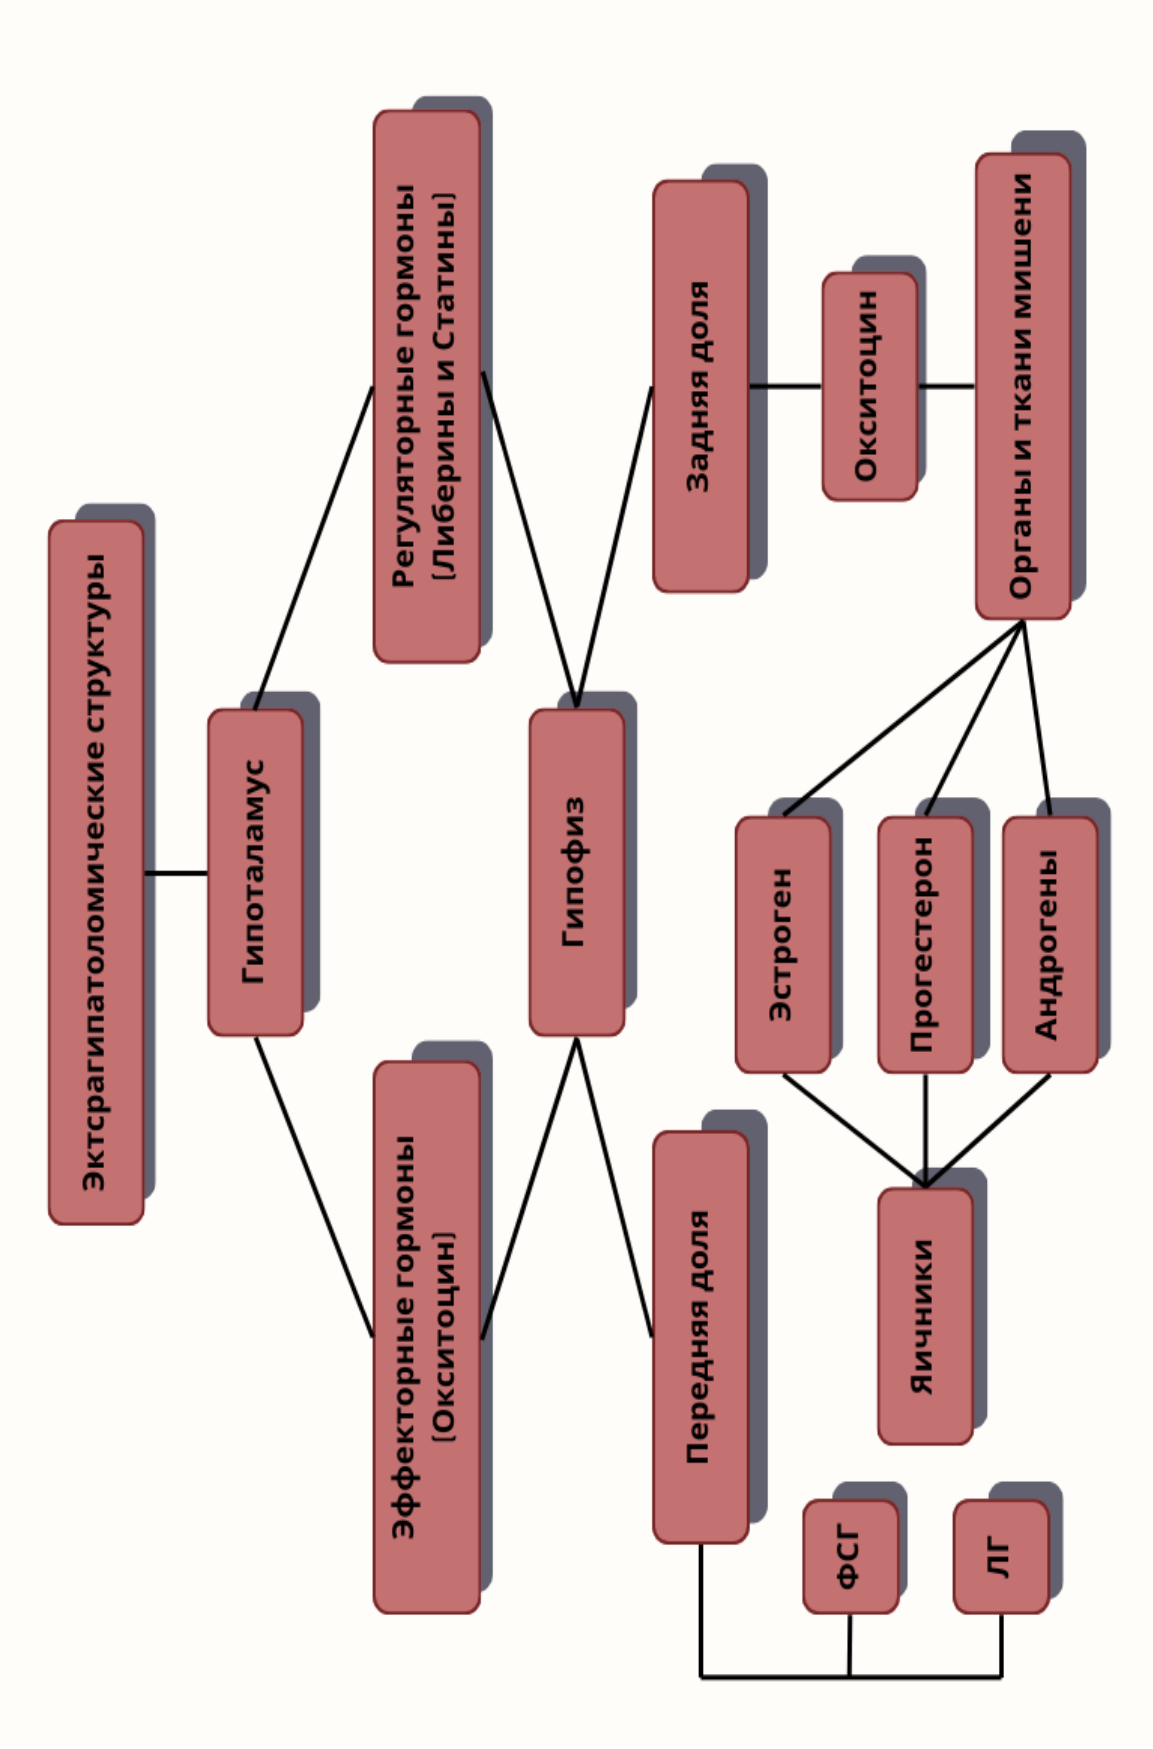 Эктсрагипатоломические структуры
Гипоталамус
Эффекторные гормоны
(Окситоцин)
Регуляторные гормоны
(Либерины и Статины)
Гипофиз
Передняя доля
Задняя доля
ФСГ
ЛГ
Яичники
Эстроген
Прогестерон
Андрогены
Окситоцин
Органы и ткани мишени